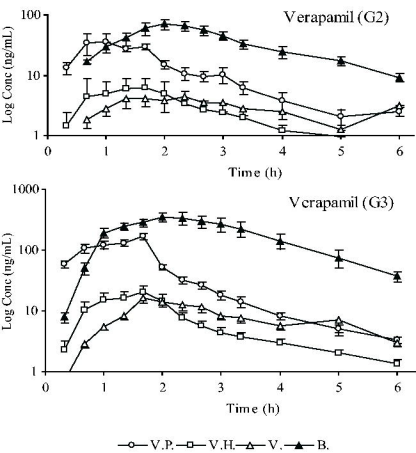 Verapamil (G2)
Log Conc (ng/mL)
100
10
1
0 1 2 3 4 5 6
Time (h)
Verapamil (G3)
Log Conc (ng/mL)
1000
100
10
1
0 1 2 3 4 5 6
Time (h)
V.P. V.H. V. B.